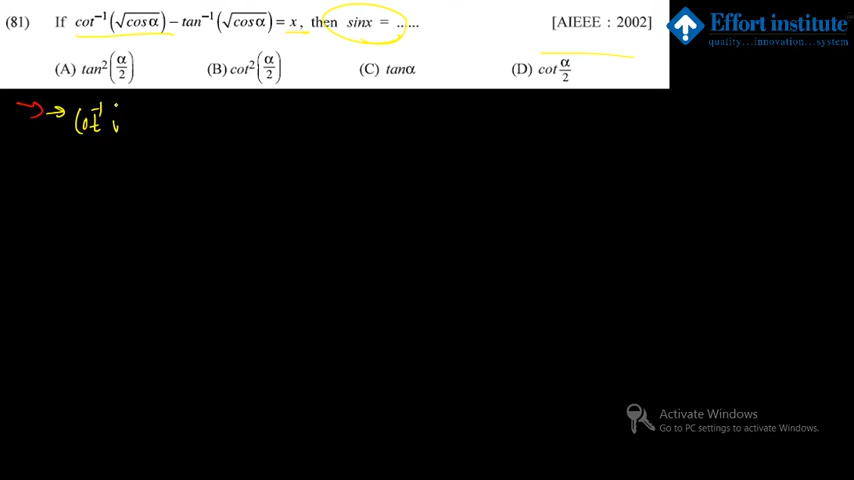 (81) If cot⁻¹(√cosα) − tan⁻¹(√cosα) = x, then sinx = ...... [AIEEE : 2002]
(A) tan²(α/2) (B) cot²(α/2) (C) tanα (D) cot α/2
Effort institute
quality...innovation...system
→ → Cot⁻¹
Activate Windows
Go to PC settings to activate Windows.